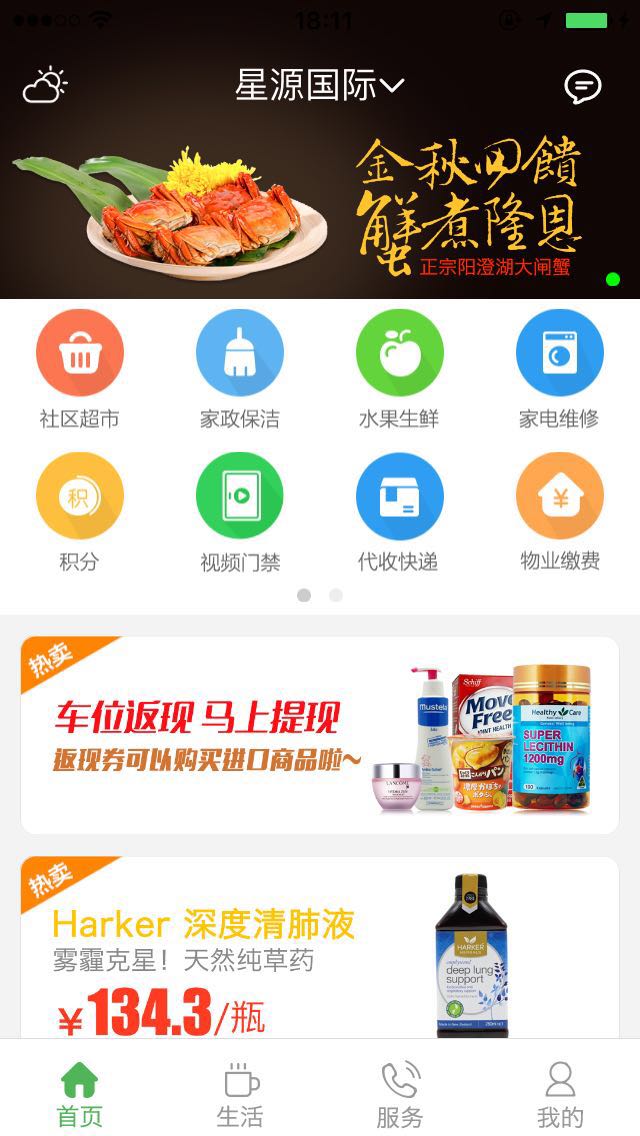 18:11
星源国际
金秋回饋
蟹煮隆恩
正宗阳澄湖大闸蟹
社区超市
家政保洁
水果生鲜
家电维修
积
¥
积分
视频门禁
代收快递
物业缴费
热卖
车位返现 马上提现
返现券可以购买进口商品啦~
Schiff
Move Free
JOINT HEALTH
mustela
LANCOME
Healthy Care
SUPER
LECITHIN
1200mg
100
热卖
Harker 深度清肺液
雾霾克星！天然纯草药
¥134.3/瓶
HARKER
HERBALS
deep lung
support
250ml
首页
生活
服务
我的